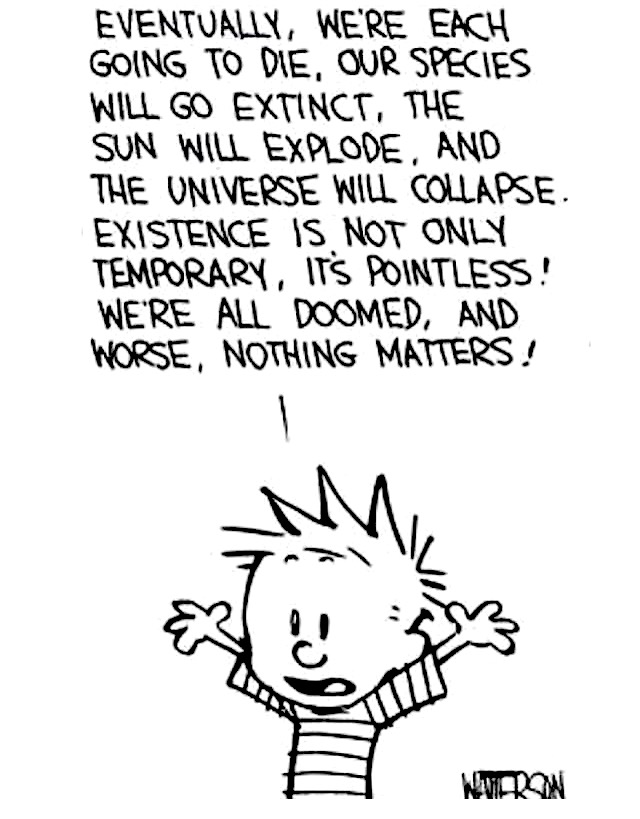 EVENTUALLY, WE'RE EACH
GOING TO DIE, OUR SPECIES
WILL GO EXTINCT, THE
SUN WILL EXPLODE, AND
THE UNIVERSE WILL COLLAPSE.
EXISTENCE IS NOT ONLY
TEMPORARY, IT'S POINTLESS!
WE'RE ALL DOOMED, AND
WORSE, NOTHING MATTERS!
WATTERSON